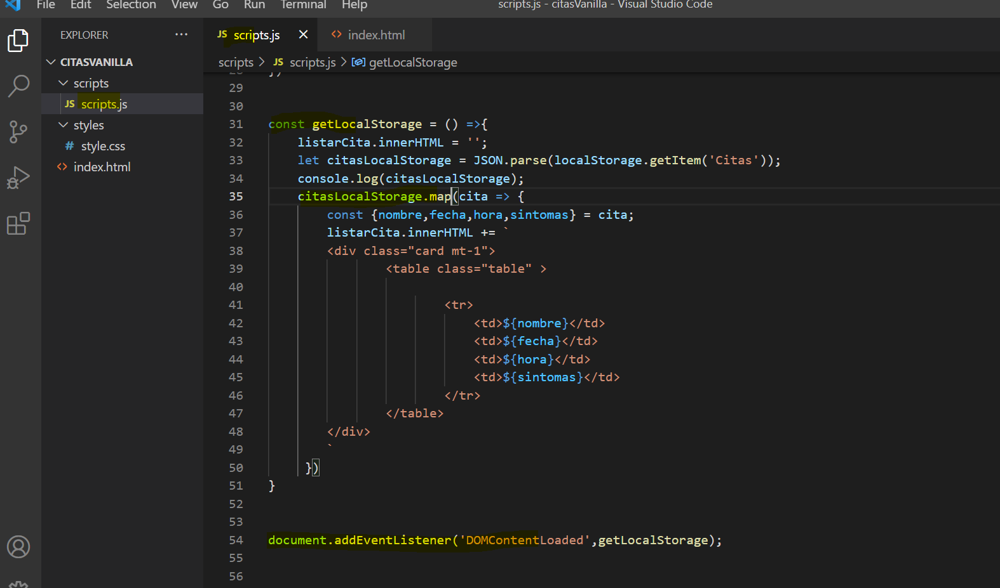 File Edit Selection View Go Run Terminal Help scripts.js - citasVanilla - Visual Studio Code
EXPLORER ···
CITASVANILLA
scripts
JS scripts.js
styles
# style.css
<> index.html
JS scripts.js × <> index.html
scripts > JS scripts.js > getLocalStorage
28 })
29
30
31 const getLocalStorage = () =>{
32 listarCita.innerHTML = '';
33 let citasLocalStorage = JSON.parse(localStorage.getItem('Citas'));
34 console.log(citasLocalStorage);
35 citasLocalStorage.map(cita => {
36 const {nombre,fecha,hora,sintomas} = cita;
37 listarCita.innerHTML += `
38 <div class="card mt-1">
39 <table class="table" >
40
41 <tr>
42 <td>${nombre}</td>
43 <td>${fecha}</td>
44 <td>${hora}</td>
45 <td>${sintomas}</td>
46 </tr>
47 </table>
48 </div>
49 `
50 })
51 }
52
53
54 document.addEventListener('DOMContentLoaded',getLocalStorage);
55
56